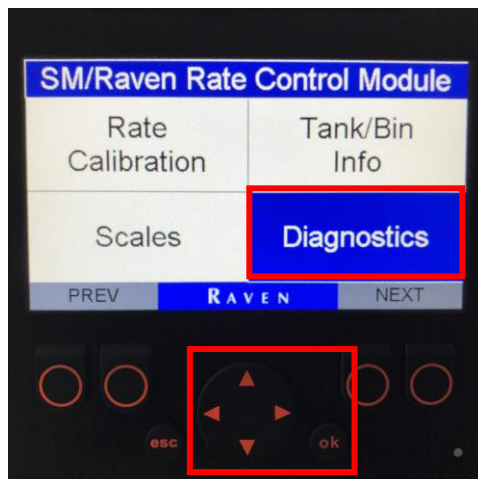 SM/Raven Rate Control Module
Rate
Calibration
Tank/Bin
Info
Scales
Diagnostics
PREV
RAVEN
NEXT
esc
ok